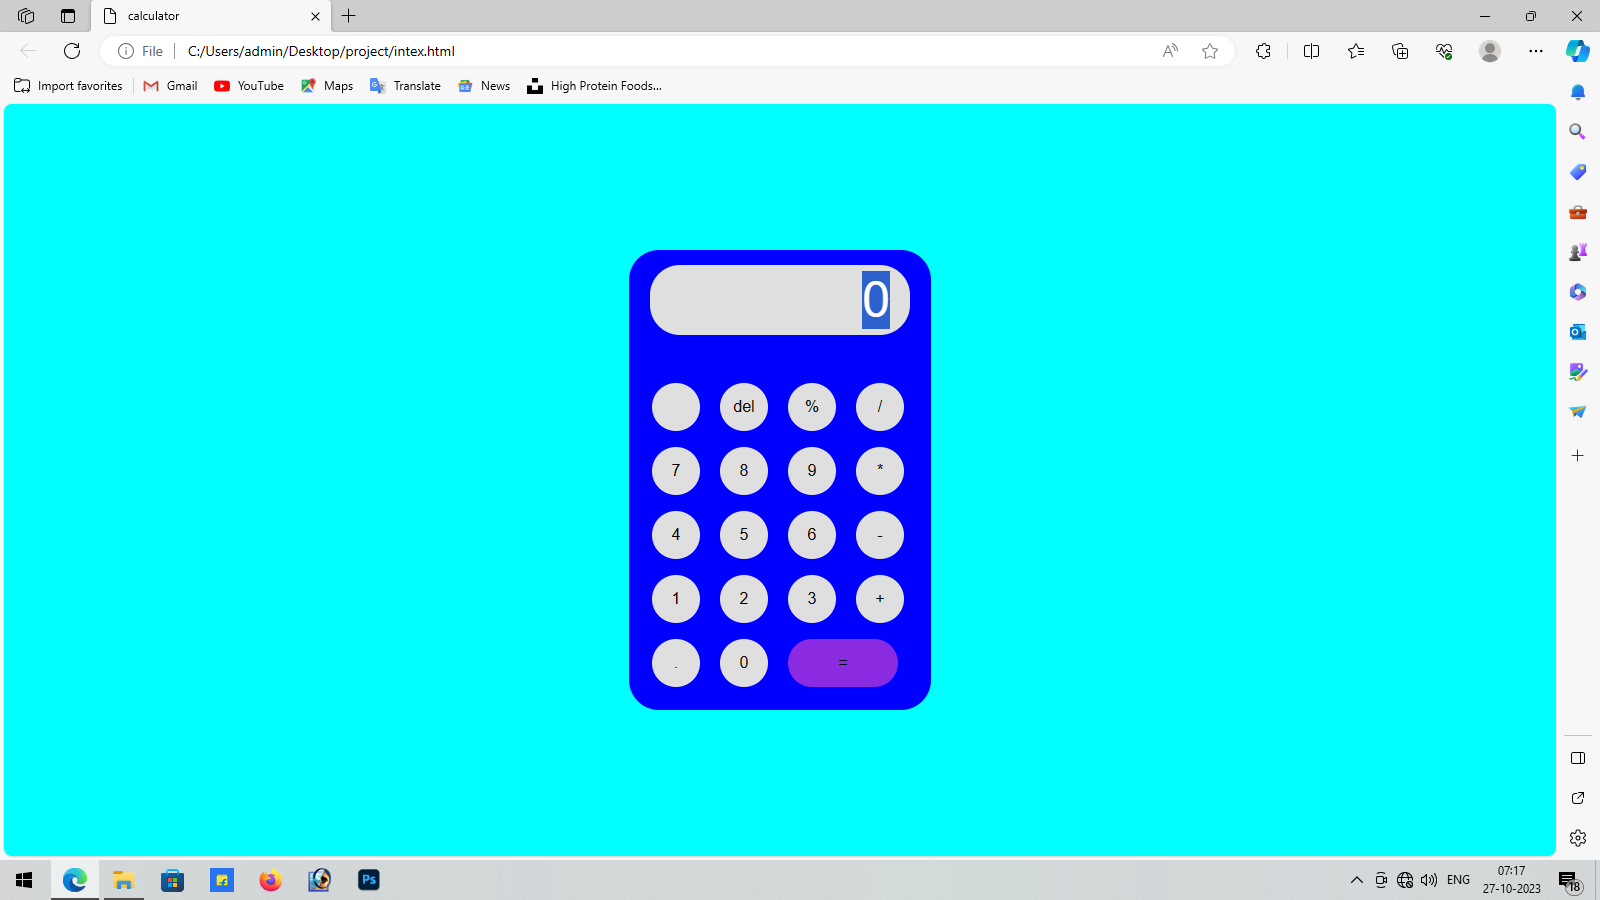 calculator
File
C:/Users/admin/Desktop/project/intex.html
Import favorites
Gmail
YouTube
Maps
Translate
News
High Protein Foods...
0
del % /
7 8 9 *
4 5 6 -
1 2 3 +
. 0 =
Ps
ENG
07:17
27-10-2023
18